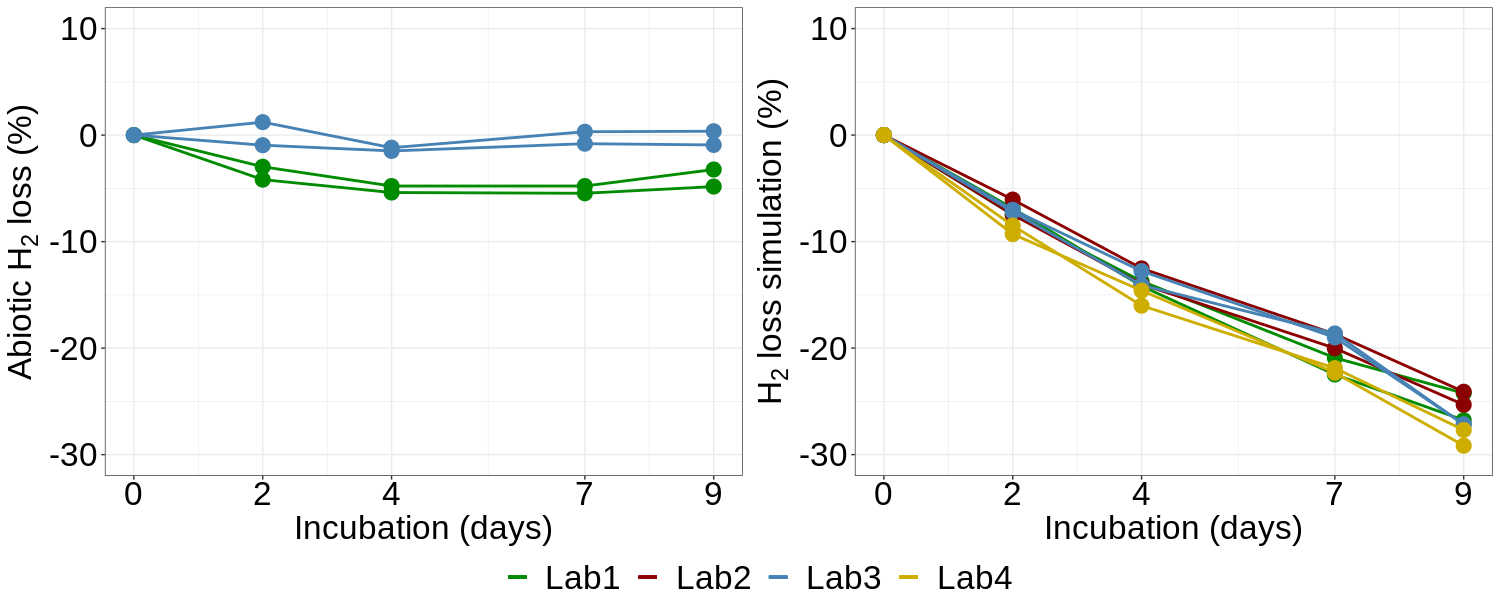 Abiotic H₂ loss (%)
10
0
-10
-20
-30
0 2 4 7 9
Incubation (days)
H₂ loss simulation (%)
10
0
-10
-20
-30
0 2 4 7 9
Incubation (days)
Lab1 Lab2 Lab3 Lab4